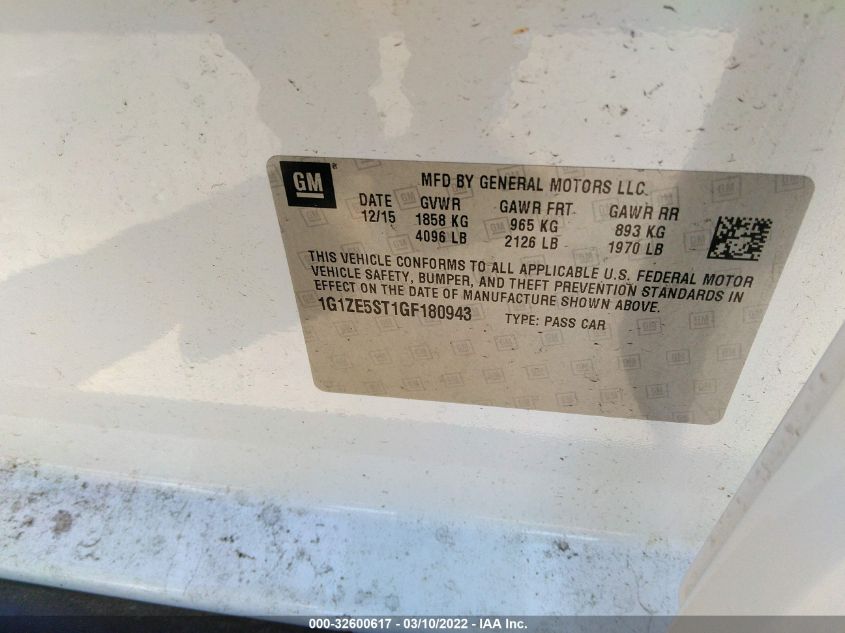 GM
MFD BY GENERAL MOTORS LLC.
DATE GVWR GAWR FRT GAWR RR
12/15 1858 KG 965 KG 893 KG
4096 LB 2126 LB 1970 LB
THIS VEHICLE CONFORMS TO ALL APPLICABLE U.S. FEDERAL MOTOR
VEHICLE SAFETY, BUMPER, AND THEFT PREVENTION STANDARDS IN
EFFECT ON THE DATE OF MANUFACTURE SHOWN ABOVE.
1G1ZE5ST1GF180943 TYPE: PASS CAR
000-32600617 - 03/10/2022 - IAA Inc.